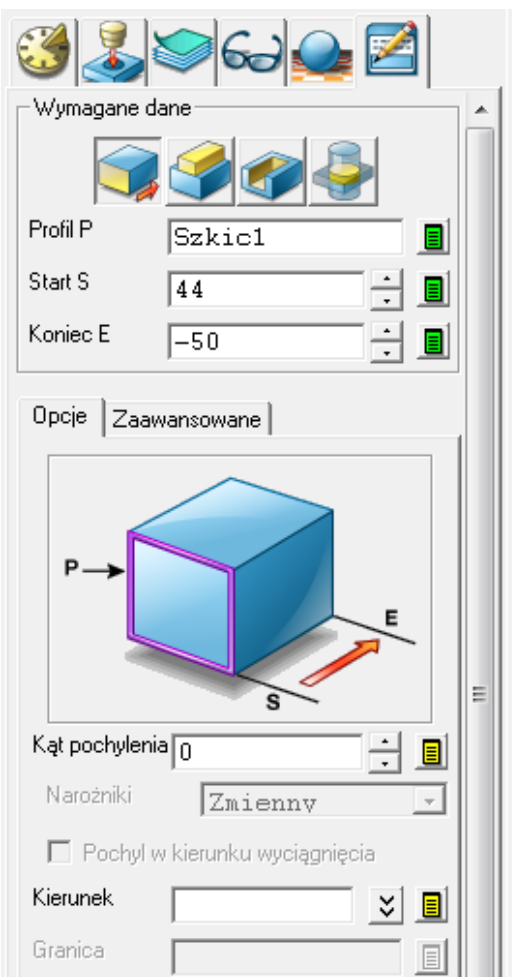 Wymagane dane
Profil P
Szkic1
Start S
44
Koniec E
-50
Opcje
Zaawansowane
P
E
S
Kąt pochylenia
0
Narożniki
Zmienny
Pochyl w kierunku wyciągnięcia
Kierunek
Granica